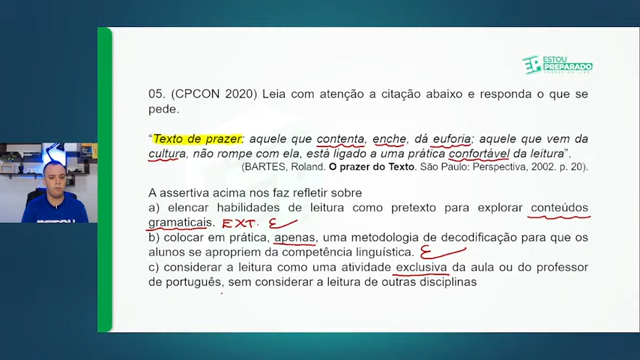 ESTOU
PREPARADO
05. (CPCON 2020) Leia com atenção a citação abaixo e responda o que se
pede.
“Texto de prazer: aquele que contenta, enche, dá euforia; aquele que vem da
cultura, não rompe com ela, está ligado a uma prática confortável da leitura”.
(BARTES, Roland. O prazer do Texto. São Paulo: Perspectiva, 2002. p. 20).
A assertiva acima nos faz refletir sobre
a) elencar habilidades de leitura como pretexto para explorar conteúdos
gramaticais. EXT. E
b) colocar em prática, apenas, uma metodologia de decodificação para que os
alunos se apropriem da competência linguística. E
c) considerar a leitura como uma atividade exclusiva da aula ou do professor
de português, sem considerar a leitura de outras disciplinas